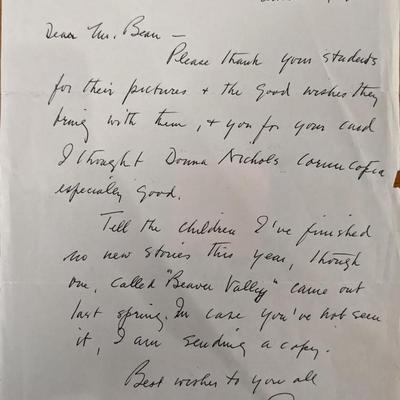 Dear Mr. Bean –
Please thank your students
for their pictures + the good wishes they
bring with them, + you for your card
I thought Donna Nichols cornucopia
especially good.
Tell the children I've finished
no new stories this year, though
one, called "Beaver Valley" came out
last spring. In case you've not seen
it, I am sending a copy.
Best wishes to you all